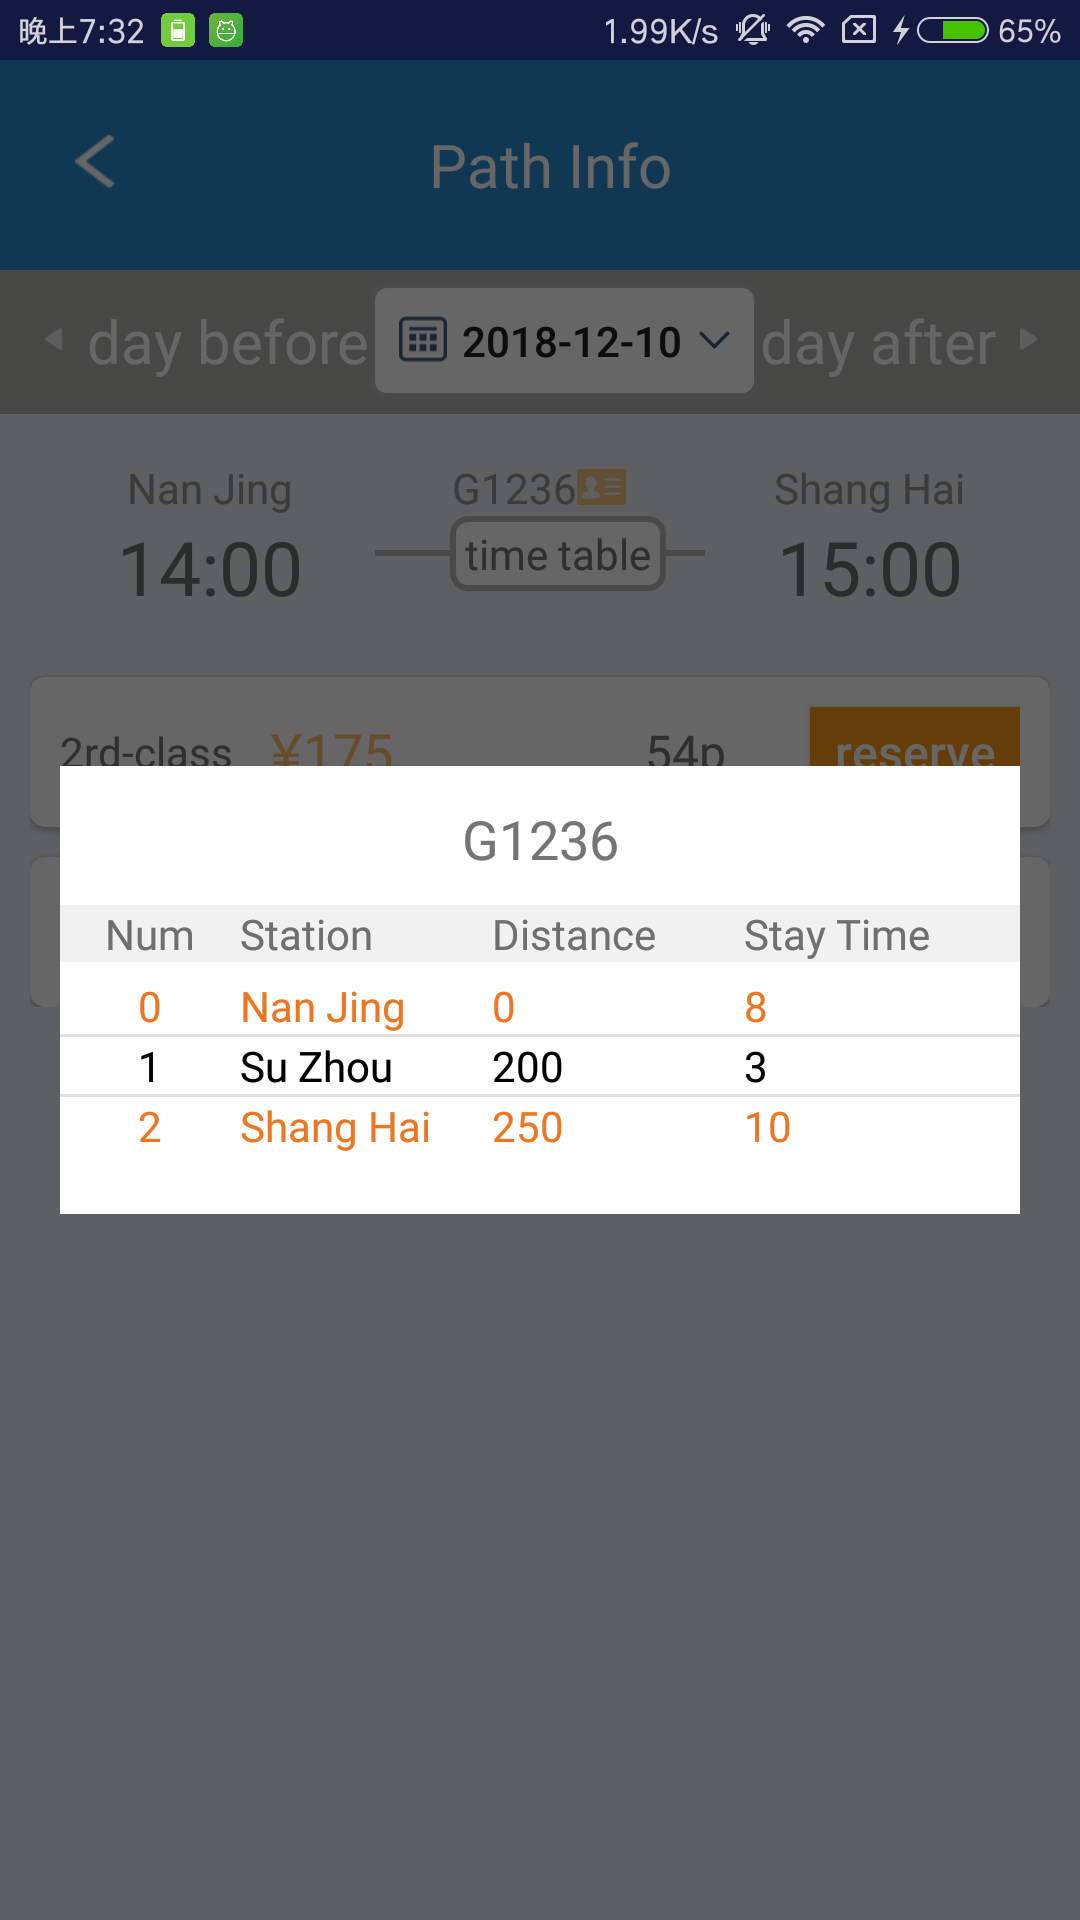 晚上7:32 1.99K/s 65%
Path Info
day before 2018-12-10 day after
Nan Jing G1236 Shang Hai
14:00 time table 15:00
2rd-class ¥175 54p reserve
G1236
Num Station Distance Stay Time
0 Nan Jing 0 8
1 Su Zhou 200 3
2 Shang Hai 250 10